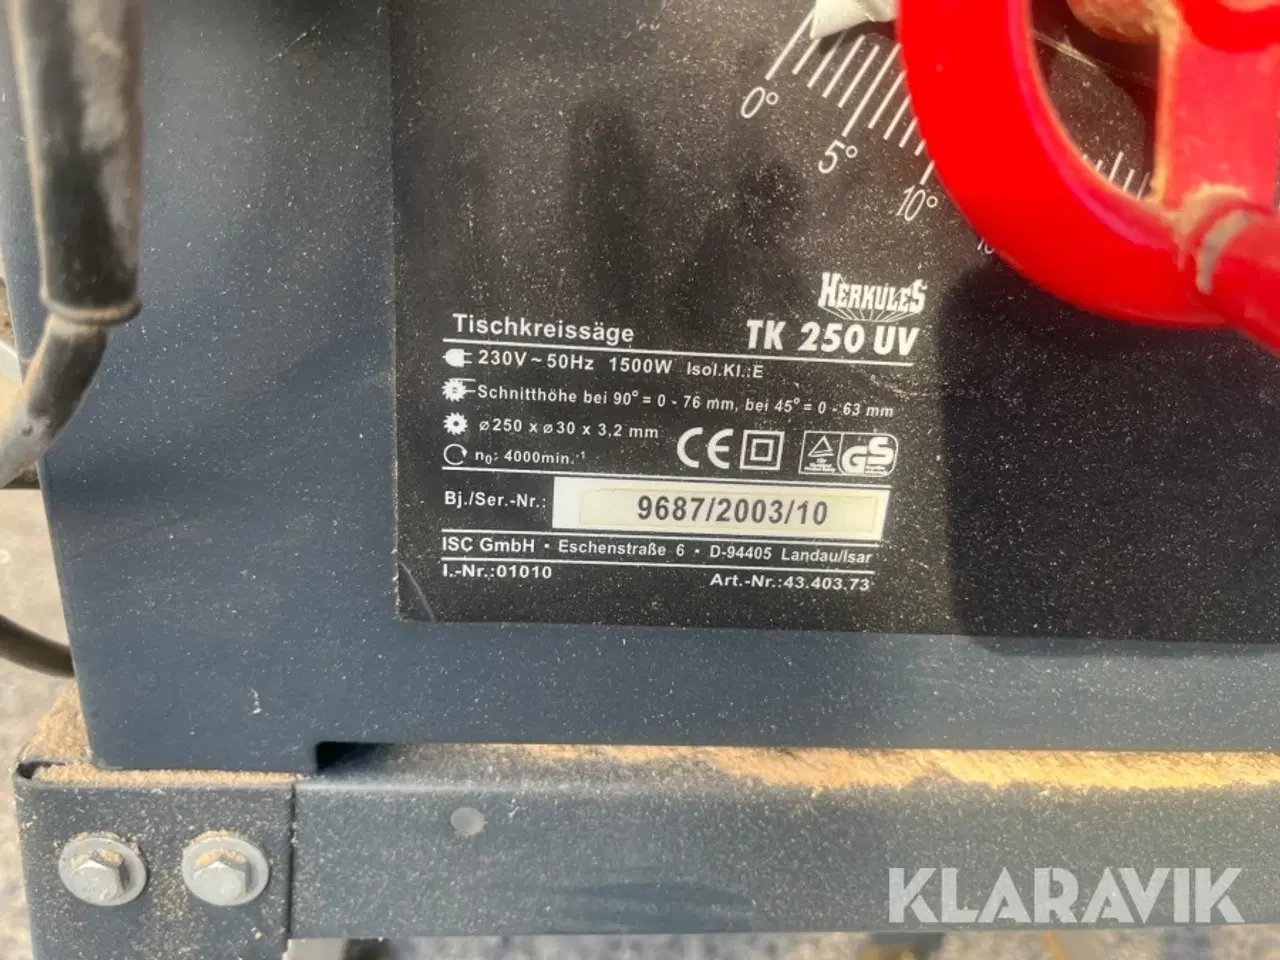 0°
5°
10°
HERKULES
Tischkreissäge TK 250 UV
230V ~ 50Hz 1500W Isol.Kl.:E
Schnitthöhe bei 90° = 0 - 76 mm, bei 45° = 0 - 63 mm
ø250 x ø30 x 3,2 mm
CE GS
n0: 4000min.-1
Bj./Ser.-Nr.: 9687/2003/10
ISC GmbH · Eschenstraße 6 · D-94405 Landau/Isar
I.-Nr.:01010 Art.-Nr.:43.403.73
KLARAVIK